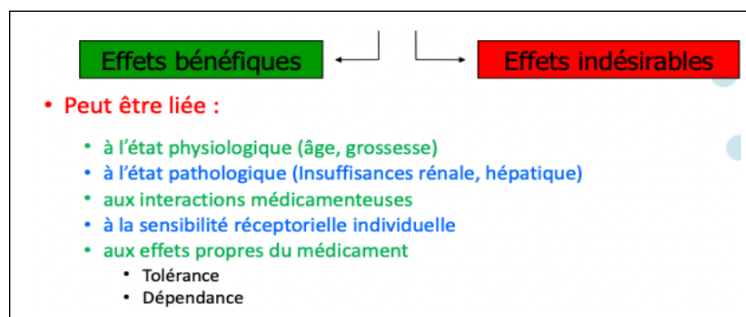 Effets bénéfiques
Effets indésirables
• Peut être liée :
• à l'état physiologique (âge, grossesse)
• à l'état pathologique (Insuffisances rénale, hépatique)
• aux interactions médicamenteuses
• à la sensibilité réceptorielle individuelle
• aux effets propres du médicament
• Tolérance
• Dépendance